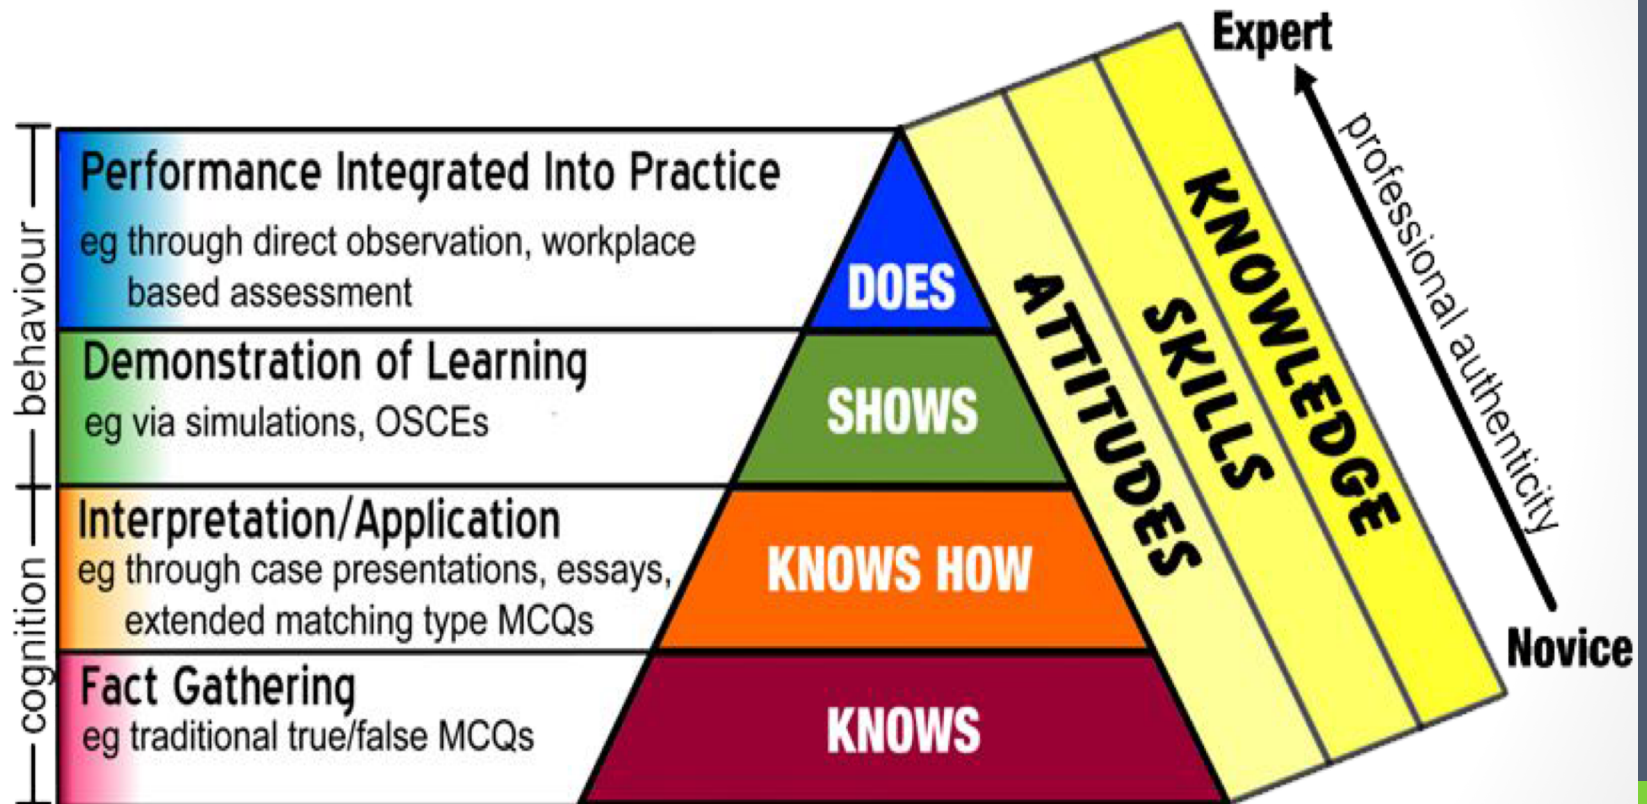 Expert
professional authenticity
Novice
Performance Integrated Into Practice
eg through direct observation, workplace
based assessment
DOES
Demonstration of Learning
eg via simulations, OSCEs
SHOWS
Interpretation/Application
eg through case presentations, essays,
extended matching type MCQs
KNOWS HOW
Fact Gathering
eg traditional true/false MCQs
KNOWS
behaviour
cognition
ATTITUDES
SKILLS
KNOWLEDGE